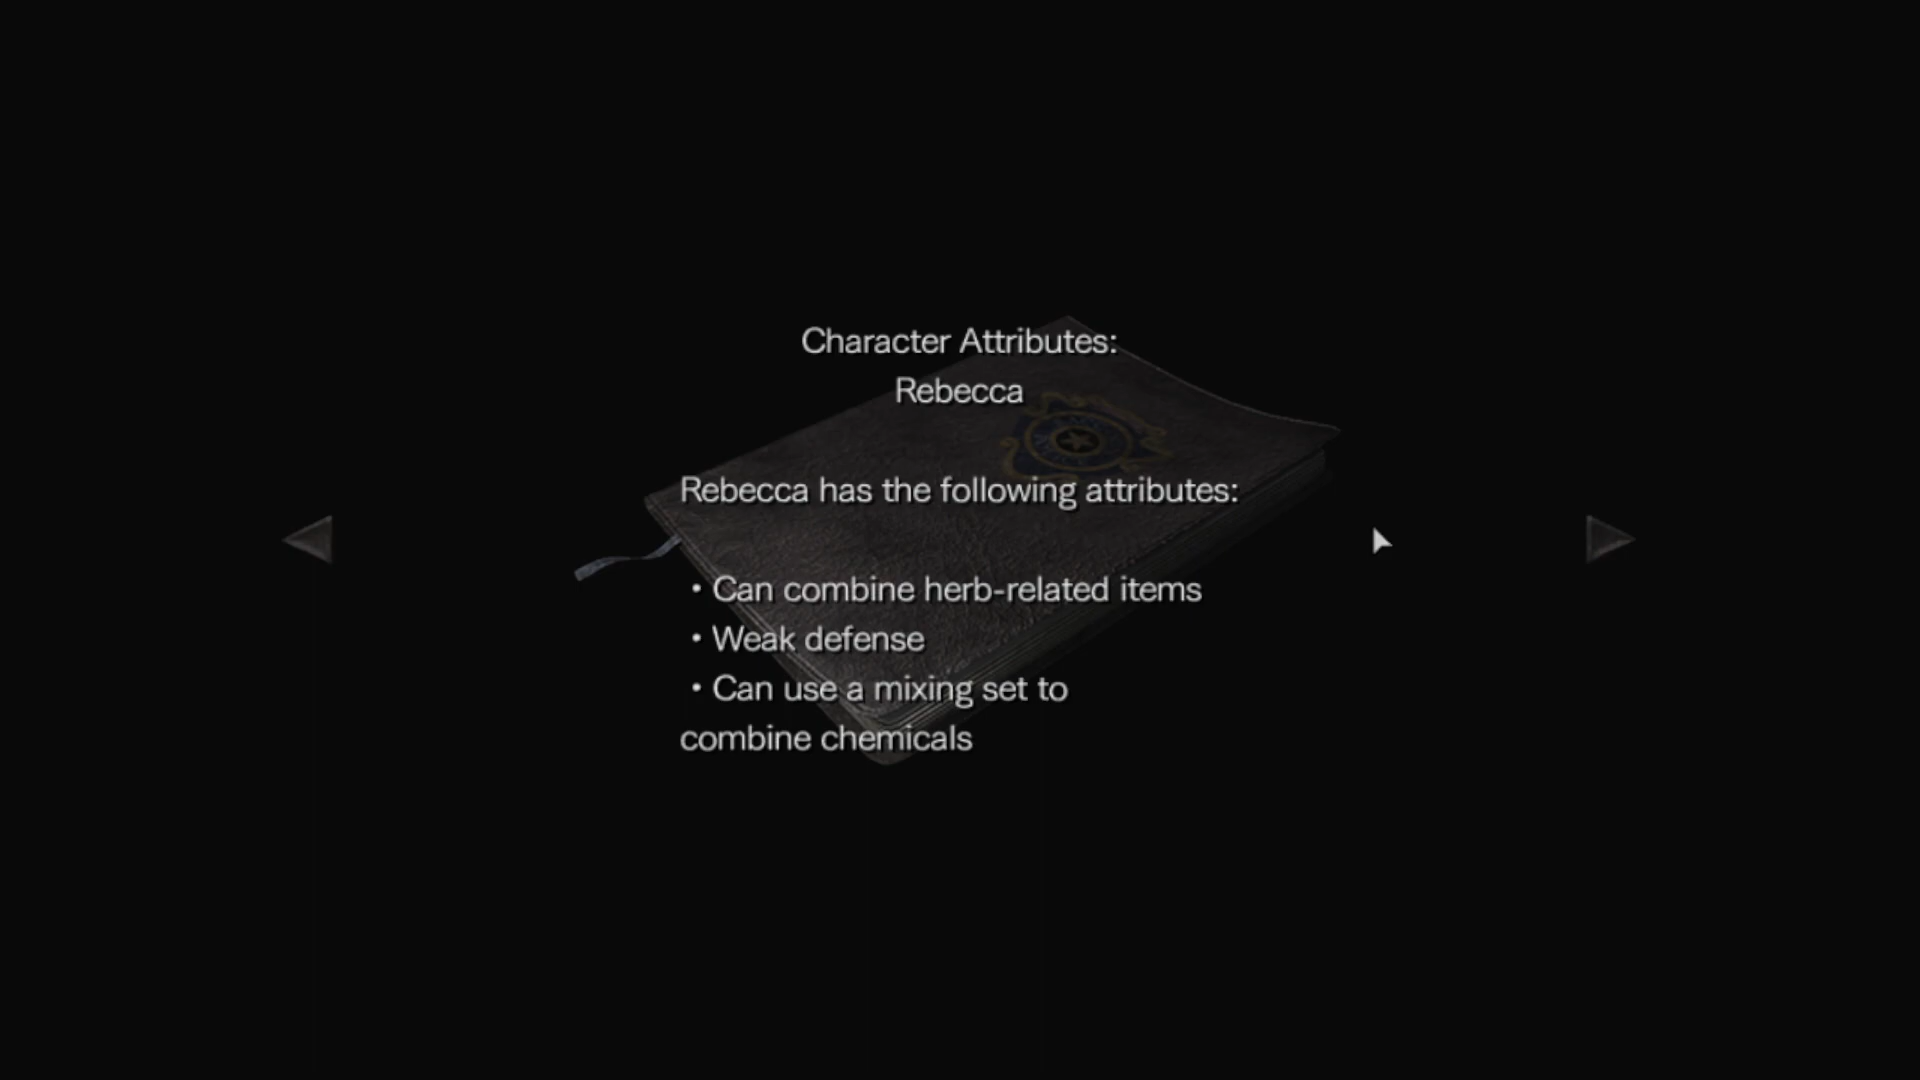 Character Attributes:
Rebecca
Rebecca has the following attributes:
・Can combine herb-related items
・Weak defense
・Can use a mixing set to
combine chemicals